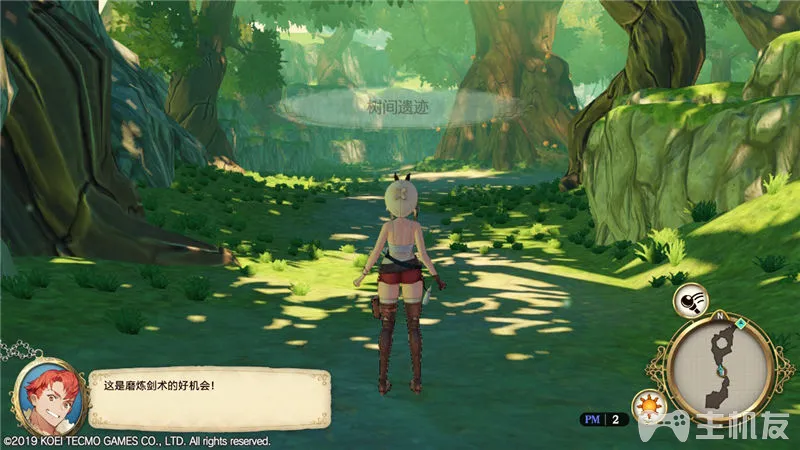 树间遗迹
这是磨炼剑术的好机会！
N
PM 2
主机友
©2019 KOEI TECMO GAMES CO., LTD. All rights reserved.